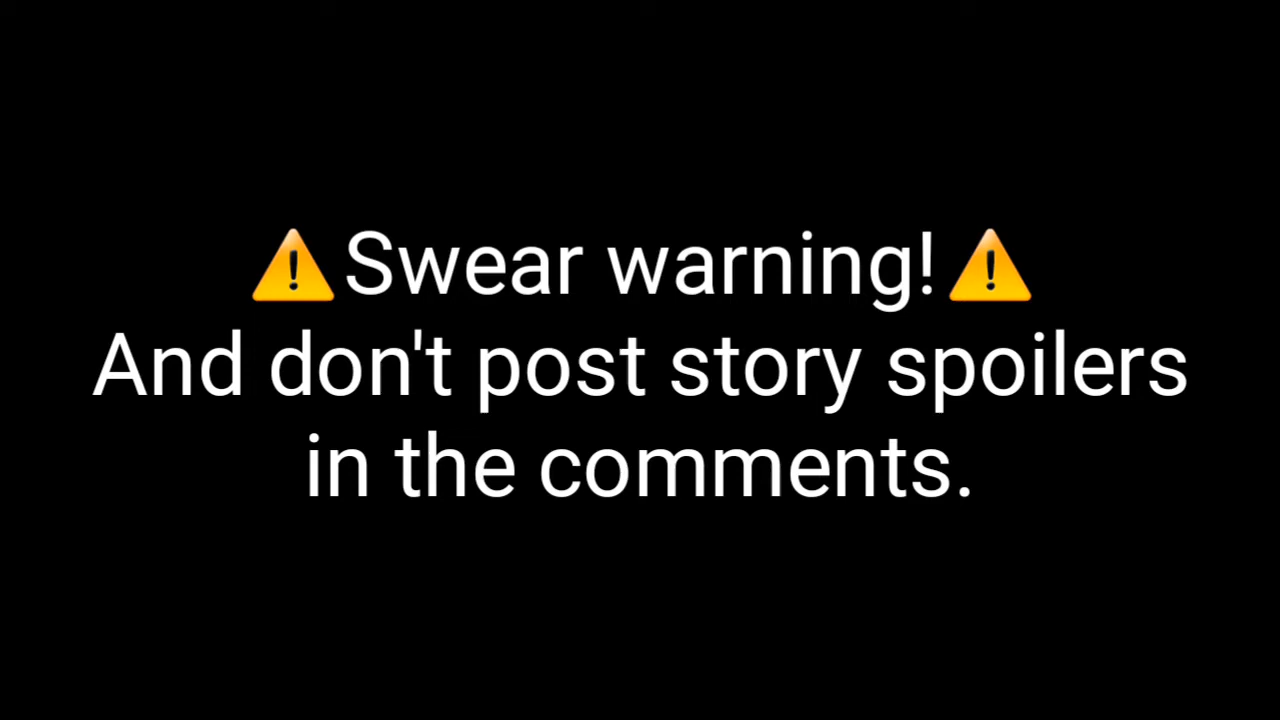 ⚠️Swear warning!⚠️
And don't post story spoilers
in the comments.